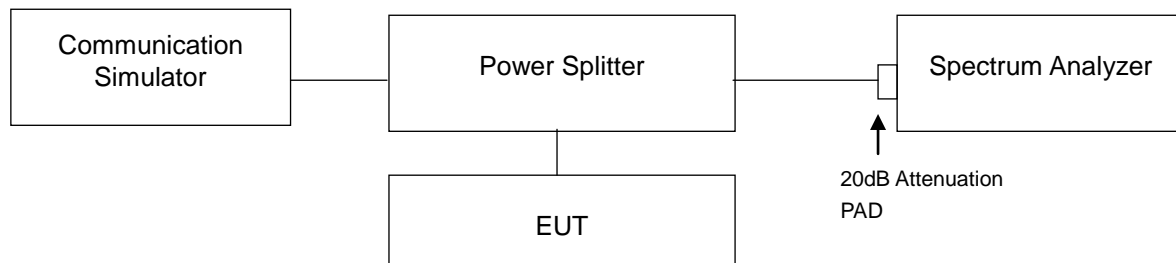 Communication
Simulator
Power Splitter
Spectrum Analyzer
20dB Attenuation
PAD
EUT